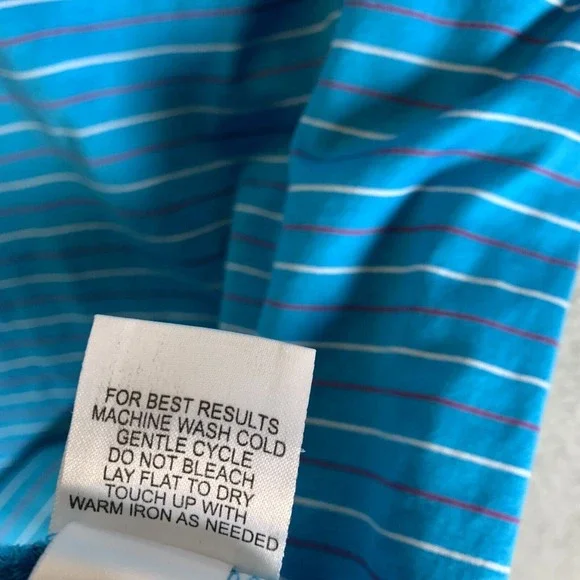 FOR BEST RESULTS
MACHINE WASH COLD
GENTLE CYCLE
DO NOT BLEACH
LAY FLAT TO DRY
TOUCH UP WITH
WARM IRON AS NEEDED